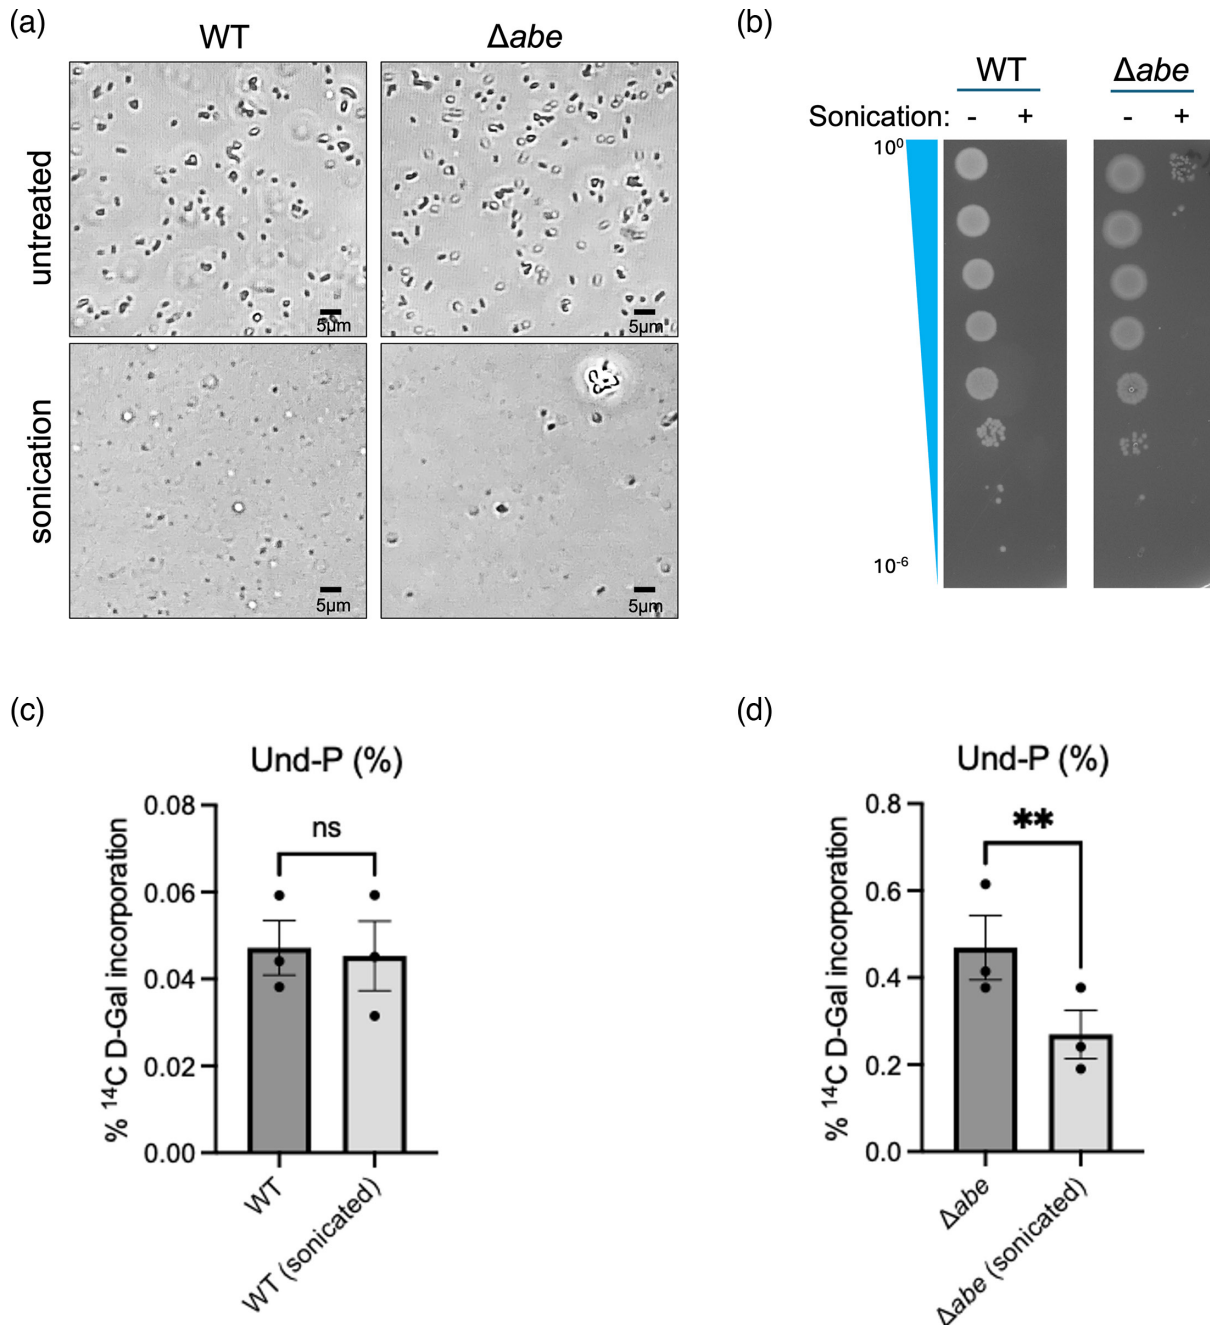 (a)
WT
Δabe
untreated
5µm
5µm
sonication
5µm
5µm
(b)
WT
Δabe
Sonication: - + - +
10⁰
10⁻⁶
(c)
Und-P (%)
% ¹⁴C D-Gal incorporation
0.08
0.06
0.04
0.02
0.00
ns
WT
WT (sonicated)
(d)
Und-P (%)
% ¹⁴C D-Gal incorporation
0.8
0.6
0.4
0.2
0.0
**
Δabe
Δabe (sonicated)